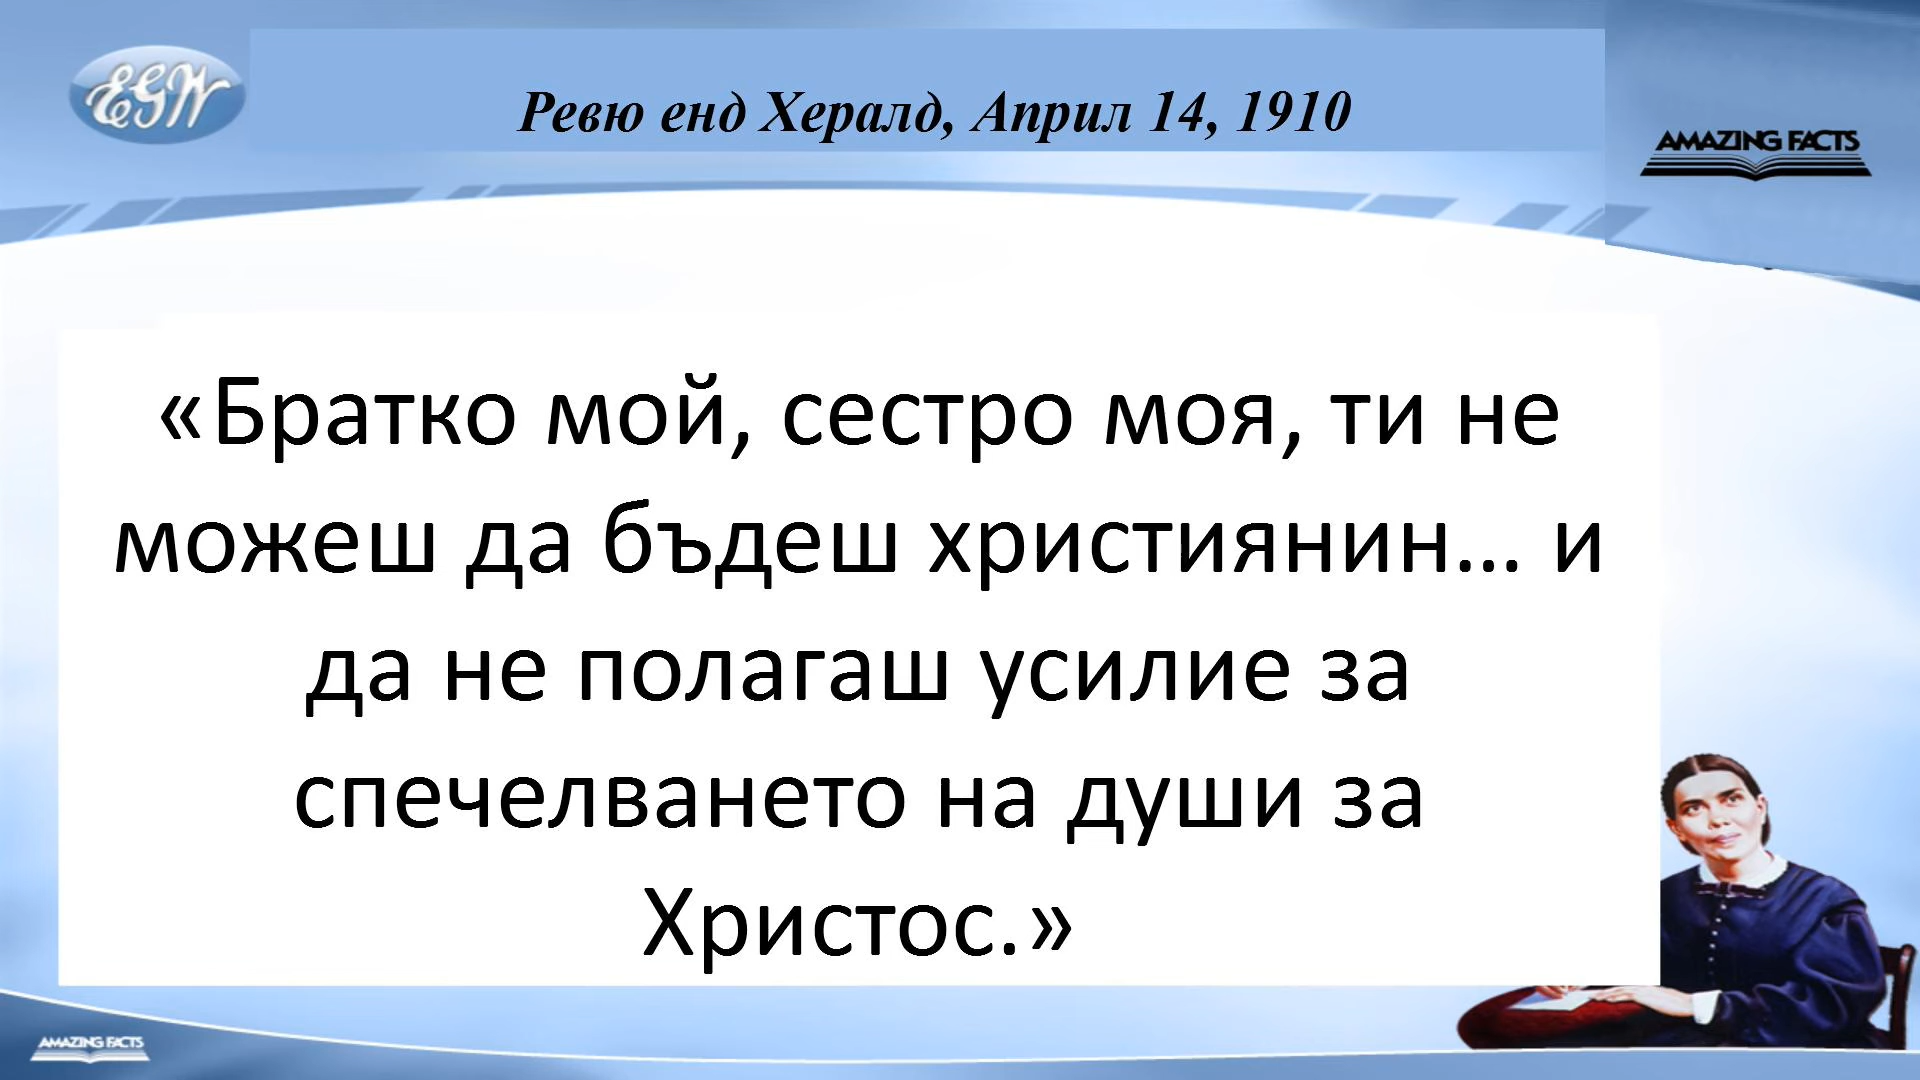 EGW
Ревю енд Хералд, Април 14, 1910
AMAZING FACTS
«Братко мой, сестро моя, ти не
можеш да бъдеш християнин… и
да не полагаш усилие за
спечелването на души за
Христос.»
AMAZING FACTS